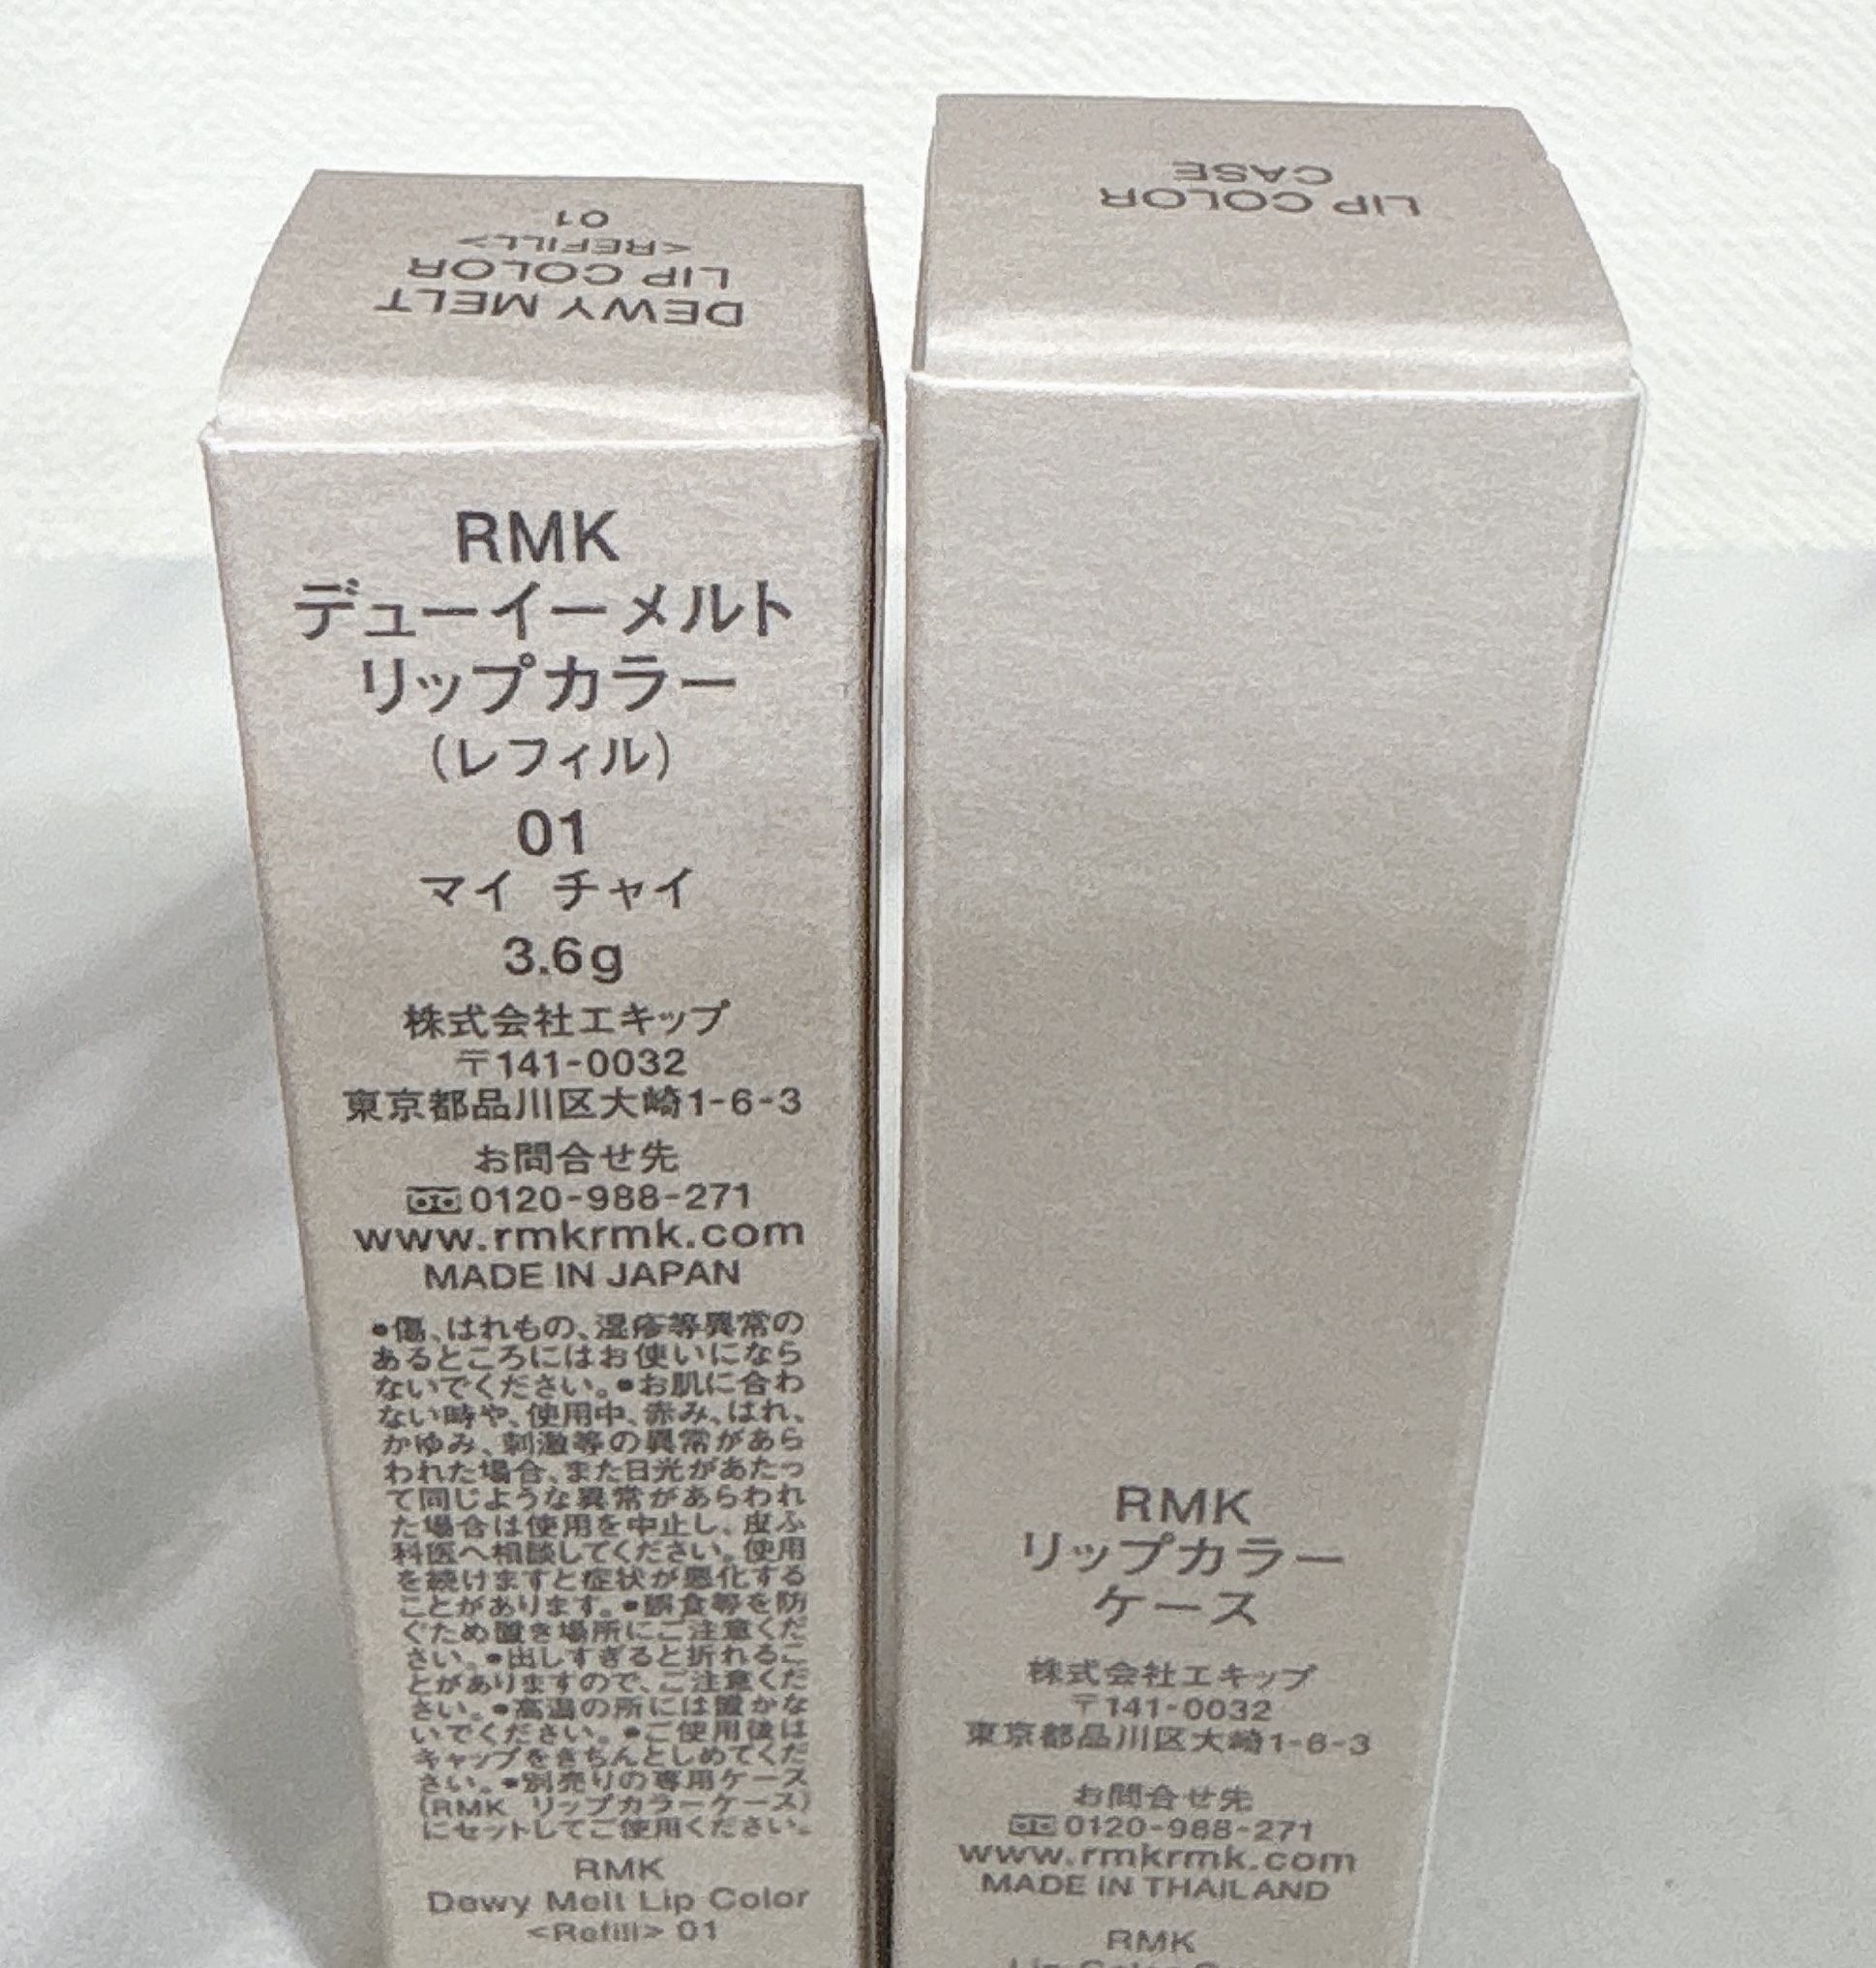 DEWY MELT
LIP COLOR
<REFILL>
01
RMK
デューイーメルト
リップカラー
（レフィル）
01
マイ チャイ
3.6g
株式会社エキップ
〒141-0032
東京都品川区大崎1-6-3
お問合せ先
0120-988-271
www.rmkrmk.com
MADE IN JAPAN
●傷、はれもの、湿疹等異常の
あるところにはお使いになら
ないでください。●お肌に合わ
ない時や、使用中、赤み、はれ、
かゆみ、刺激等の異常があら
われた場合、また日光があたっ
て同じような異常があらわれ
た場合は使用を中止し、皮ふ
科医へ相談してください。使用
を続けますと症状が悪化する
ことがあります。●誤食等を防
ぐため置き場所にご注意くだ
さい。●出しすぎると折れるこ
とがありますので、ご注意くだ
さい。●高温の所には置かな
いでください。●ご使用後は
キャップをきちんとしめてくだ
さい。●別売りの専用ケース
（RMK リップカラーケース）
にセットしてご使用ください。
RMK
Dewy Melt Lip Color
<Refill> 01
LIP COLOR
CASE
RMK
リップカラー
ケース
株式会社エキップ
〒141-0032
東京都品川区大崎1-6-3
お問合せ先
0120-988-271
www.rmkrmk.com
MADE IN THAILAND
RMK